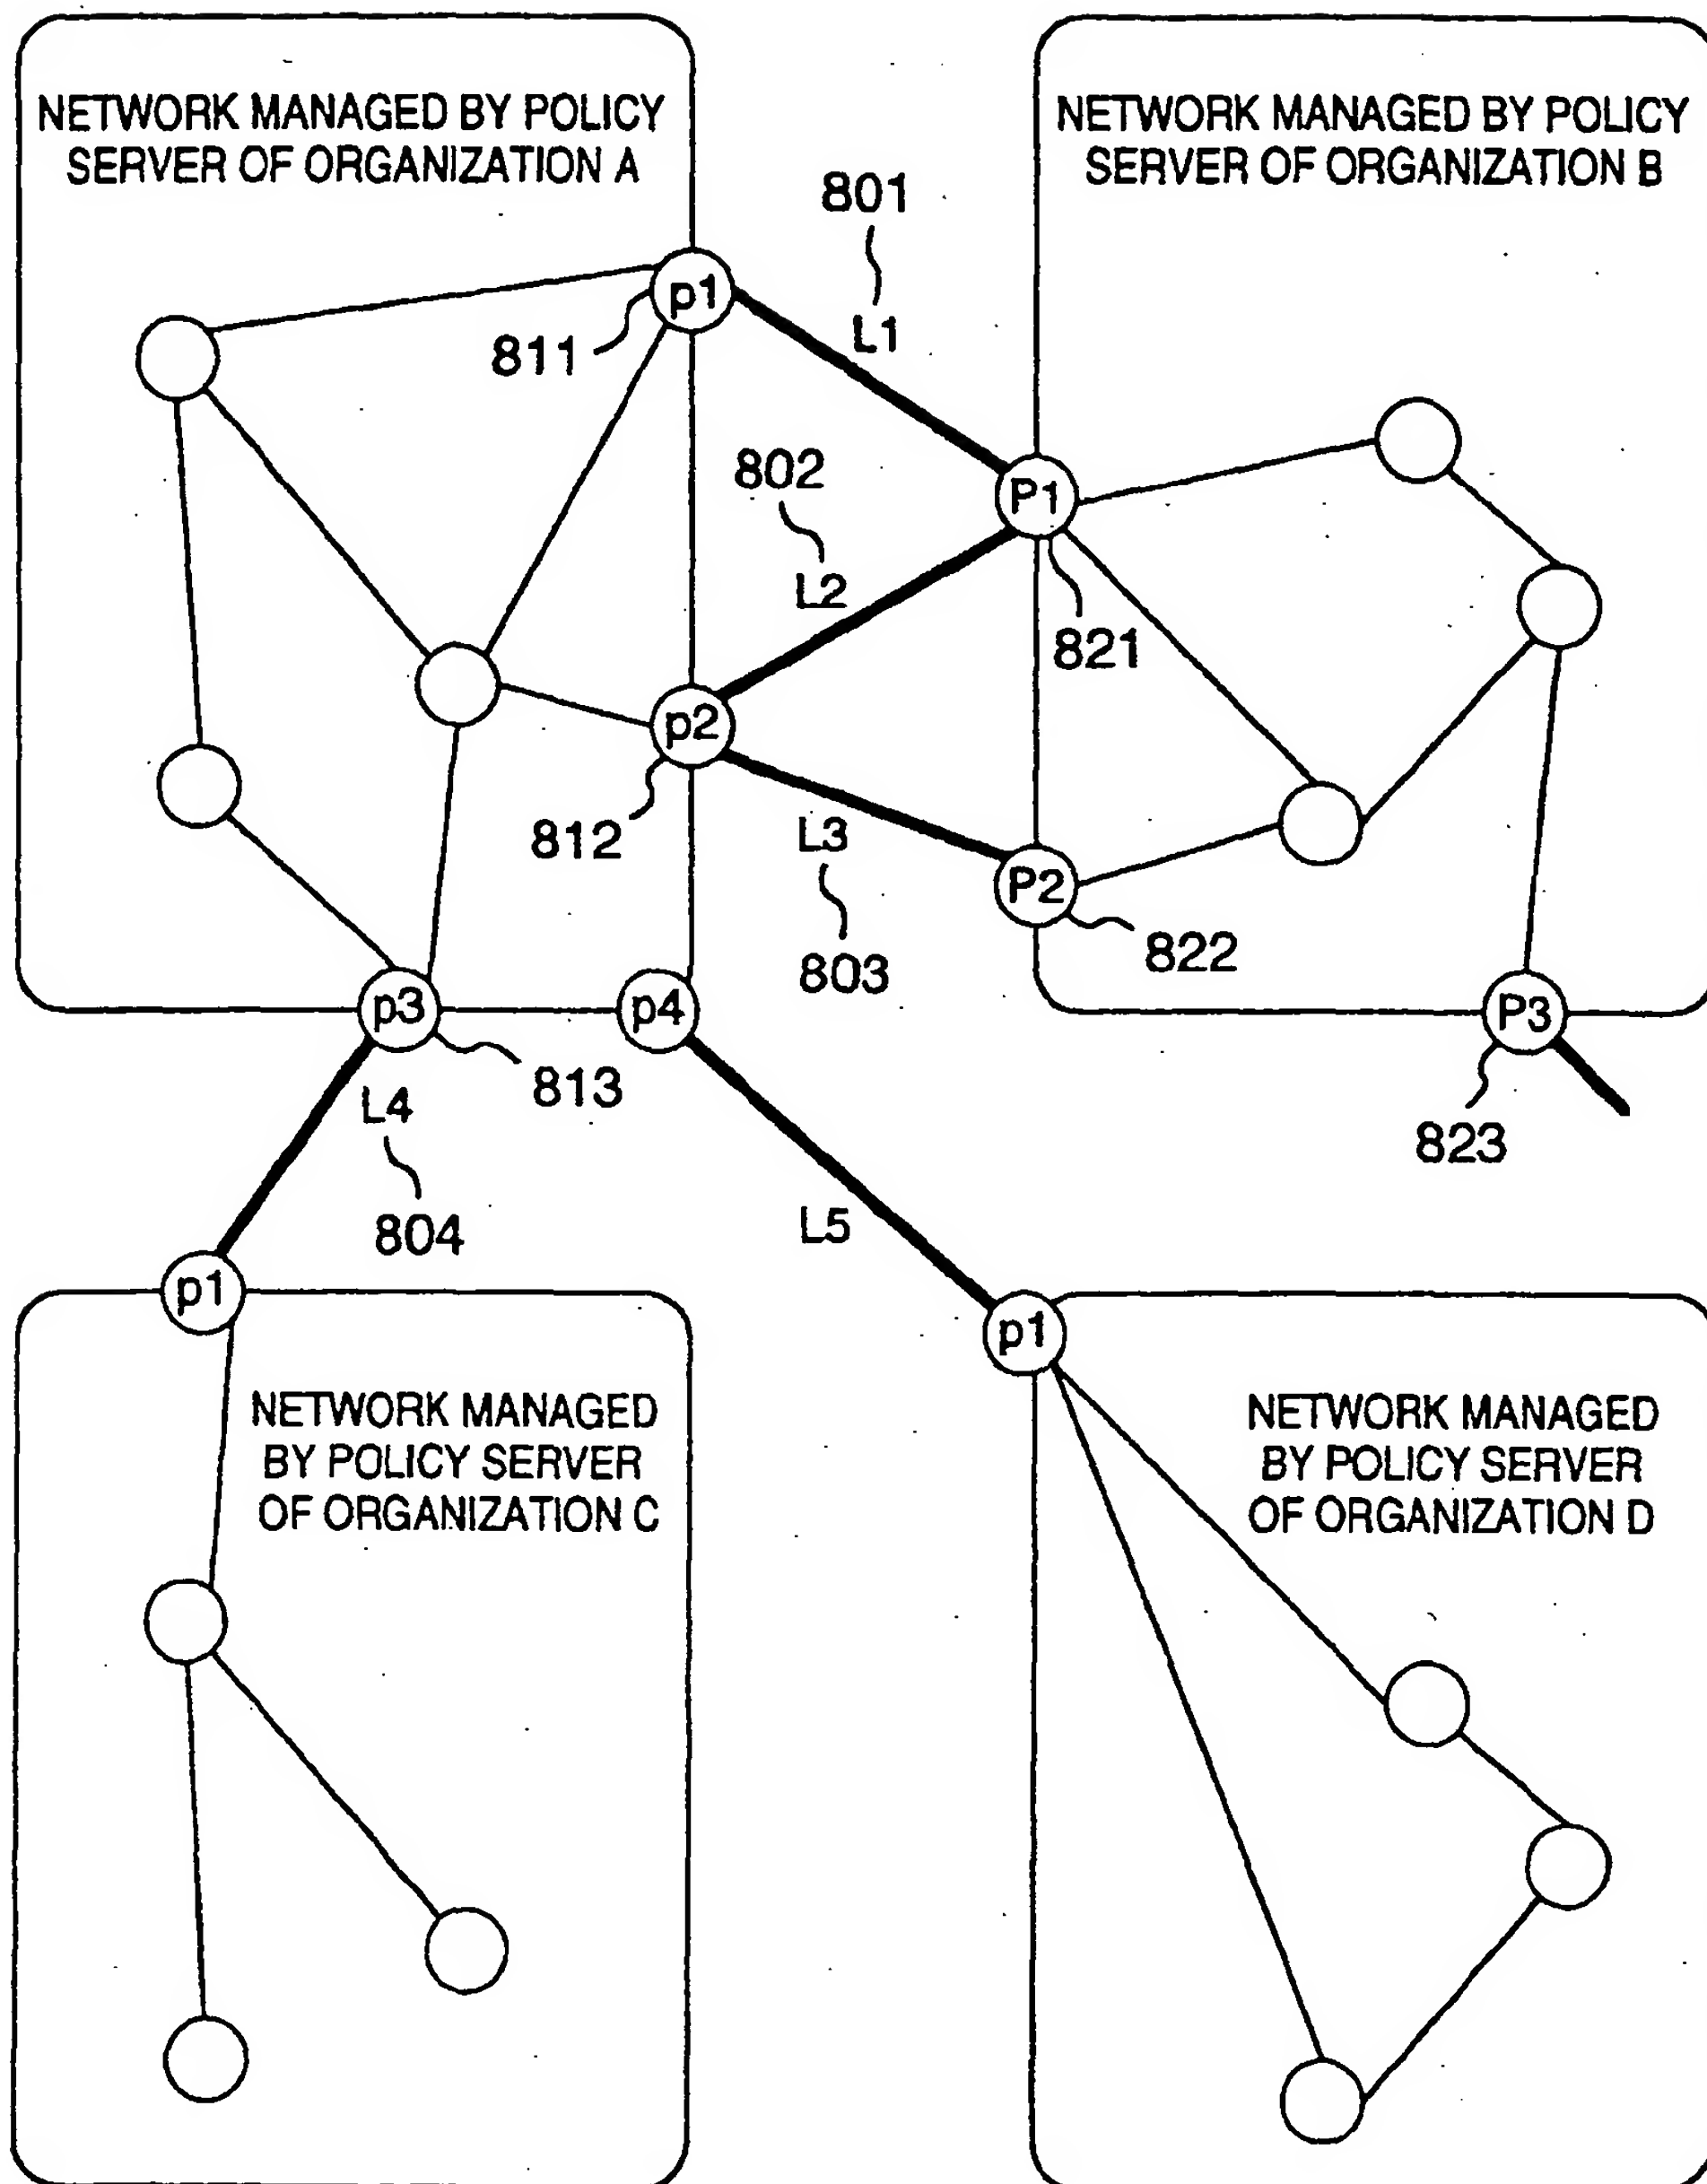 NETWORK MANAGED BY POLICY
SERVER OF ORGANIZATION A
NETWORK MANAGED BY POLICY
SERVER OF ORGANIZATION B
801
p1
L1
811
802
P1
L2
821
p2
812
L3
P2
822
803
p3
p4
P3
813
L4
823
804
L5
p1
p1
NETWORK MANAGED
BY POLICY SERVER
OF ORGANIZATION C
NETWORK MANAGED
BY POLICY SERVER
OF ORGANIZATION D